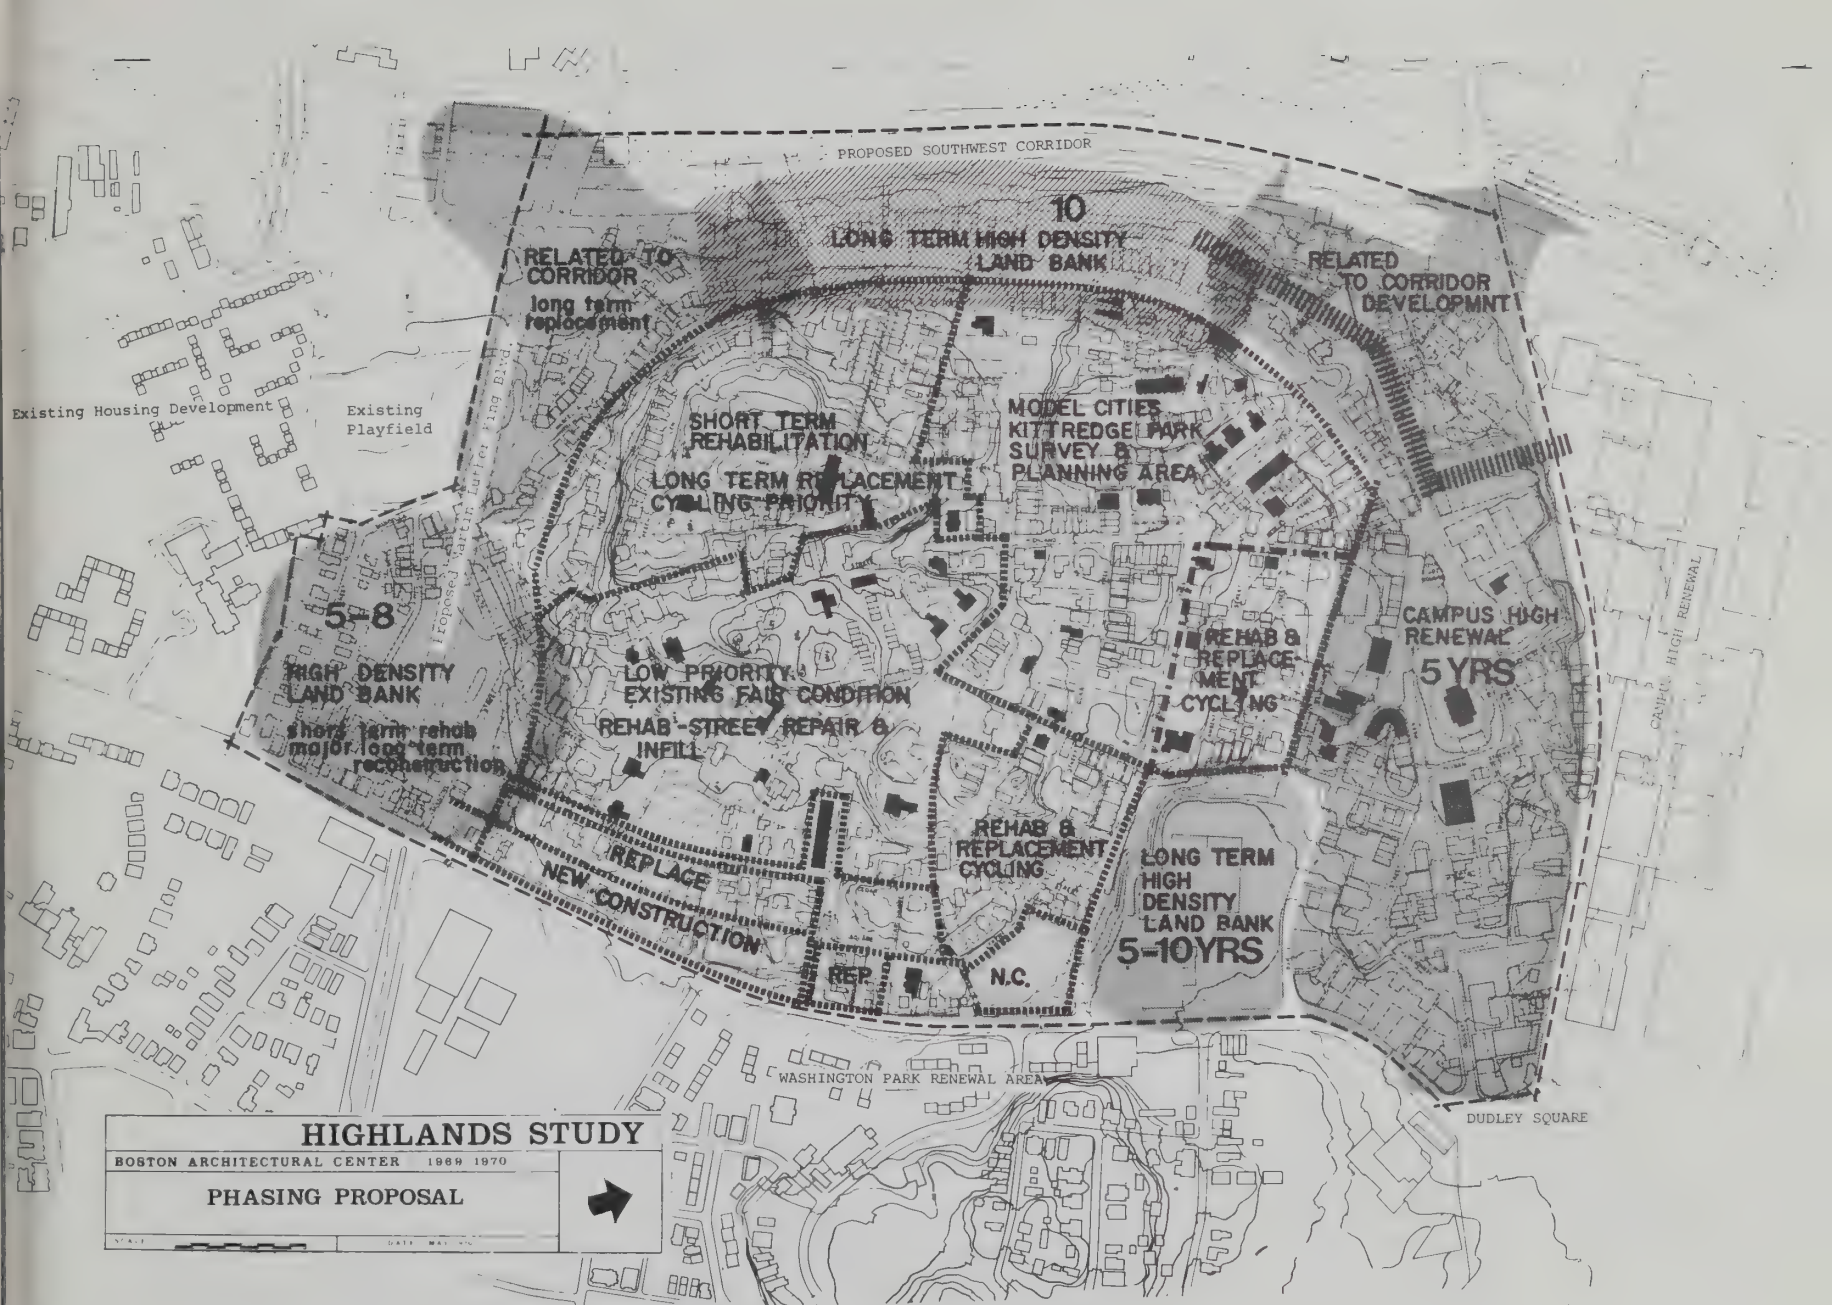 PROPOSED SOUTHWEST CORRIDOR
10
LONG TERM HIGH DENSITY
LAND BANK
RELATED TO
CORRIDOR
long term
replacement
RELATED
TO CORRIDOR
DEVELOPMNT
Existing Housing Development
Existing
Playfield
Proposed Martin Luther King Blvd
SHORT TERM
REHABILITATION
LONG TERM REPLACEMENT
CYCLING PRIORITY
MODEL CITIES
KITTREDGE PARK
SURVEY &
PLANNING AREA
5-8
HIGH DENSITY
LAND BANK
short term rehab
major long term
reconstruction
LOW PRIORITY
EXISTING FAIR CONDITION
REHAB-STREET REPAIR &
INFILL
REHAB &
REPLACE-
MENT
CYCLING
CAMPUS HIGH
RENEWAL
5 YRS
CAMPUS HIGH RENEWAL
REPLACE
NEW CONSTRUCTION
REHAB &
REPLACEMENT
CYCLING
LONG TERM
HIGH
DENSITY
LAND BANK
5-10YRS
REP.
N.C.
WASHINGTON PARK RENEWAL AREA
DUDLEY SQUARE
HIGHLANDS STUDY
BOSTON ARCHITECTURAL CENTER 1969 1970
PHASING PROPOSAL
SCALE
DATE MAY